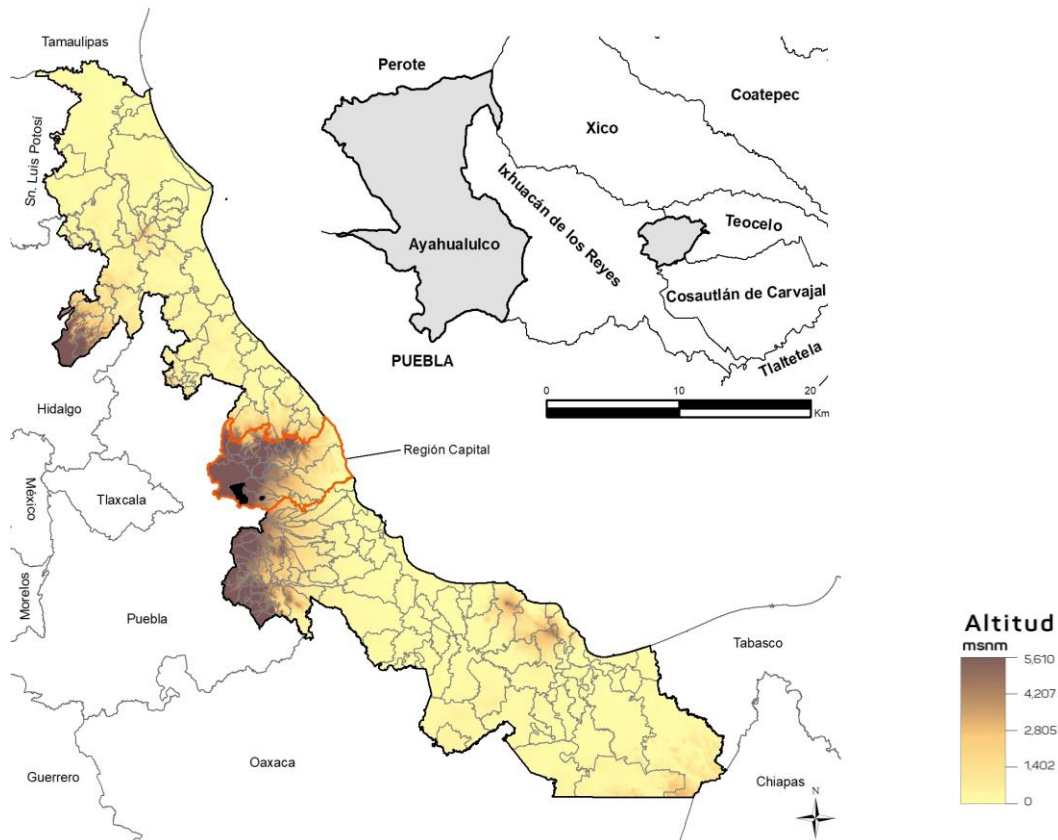 Tamaulipas
Sn. Luis Potosí
Perote
Coatepec
Xico
Ixhuacán de los Reyes
Teocelo
Ayahualulco
Cosautlán de Carvajal
PUEBLA
Tlaltetela
0 10 20
Km
Hidalgo
Región Capital
México
Tlaxcala
Morelos
Puebla
Tabasco
Guerrero
Oaxaca
Chiapas
N
Altitud
msnm
5,610
4,207
2,805
1402
0